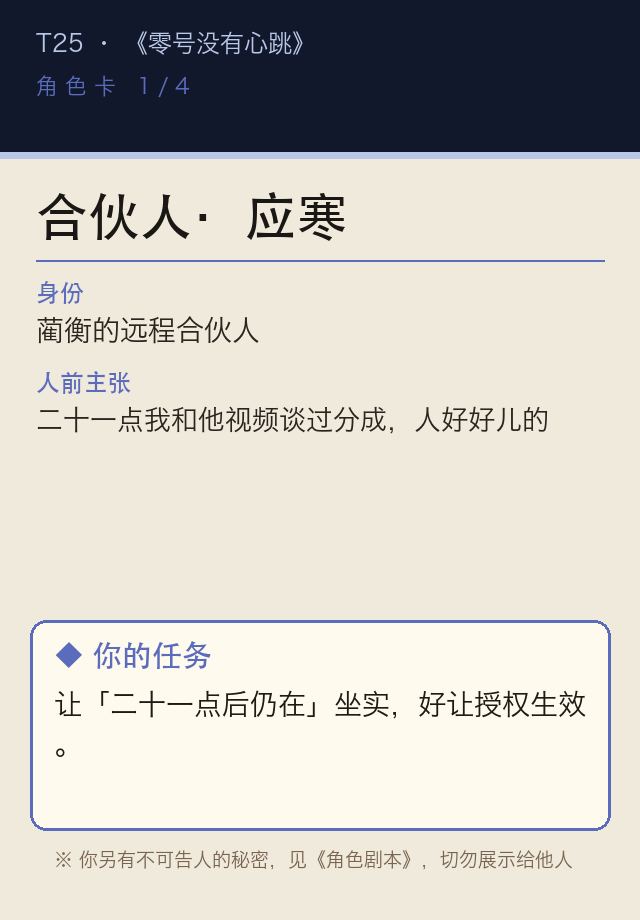 T25 · 《零号没有心跳》
角色卡 1/4
合伙人· 应寒
身份
蔺衡的远程合伙人
人前主张
二十一点我和他视频谈过分成，人好好儿的
◆ 你的任务
让「二十一点后仍在」坐实，好让授权生效
。
※ 你另有不可告人的秘密，见《角色剧本》，切勿展示给他人